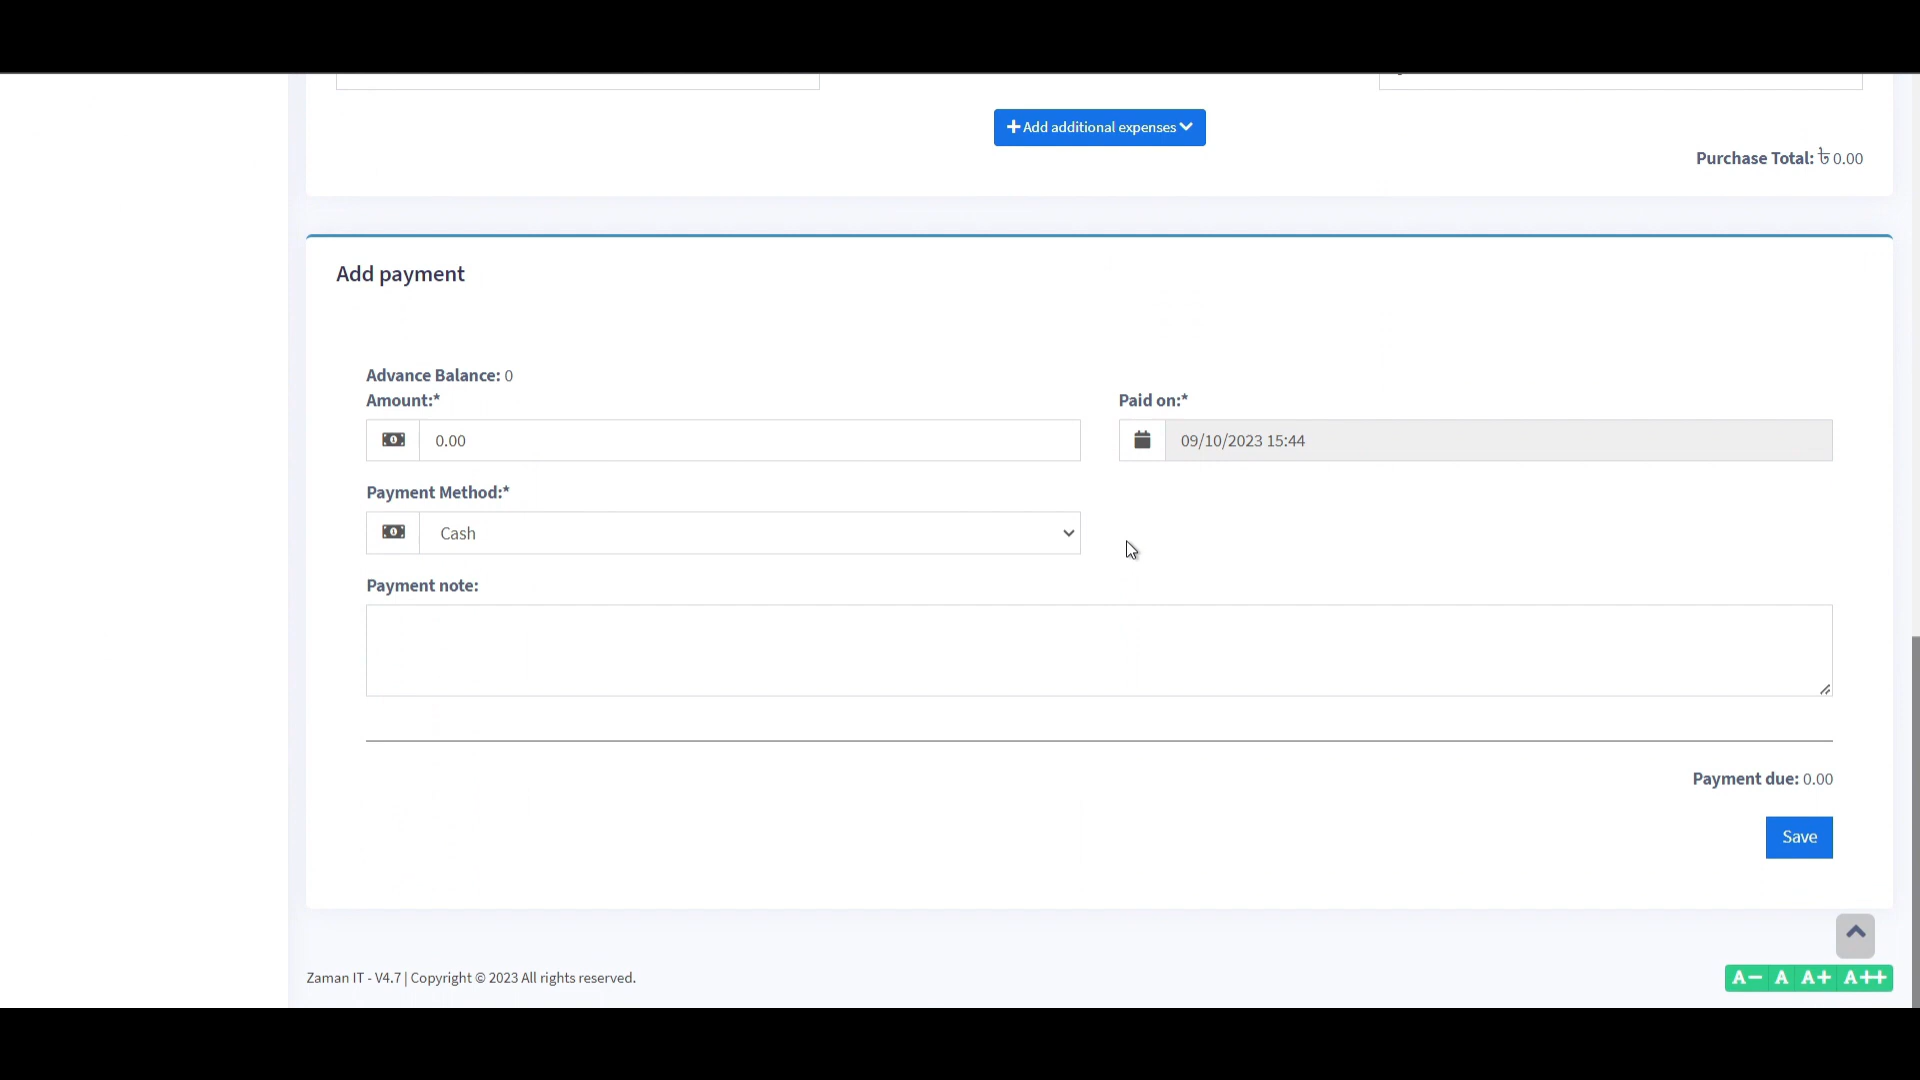 Add additional expenses
Purchase Total: ৳ 0.00
Add payment
Advance Balance: 0
Amount:*
Paid on:*
0.00
09/10/2023 15:44
Payment Method:*
Cash
Payment note:
Payment due: 0.00
Save
Zaman IT - V4.7 | Copyright © 2023 All rights reserved.
A− A A+ A++